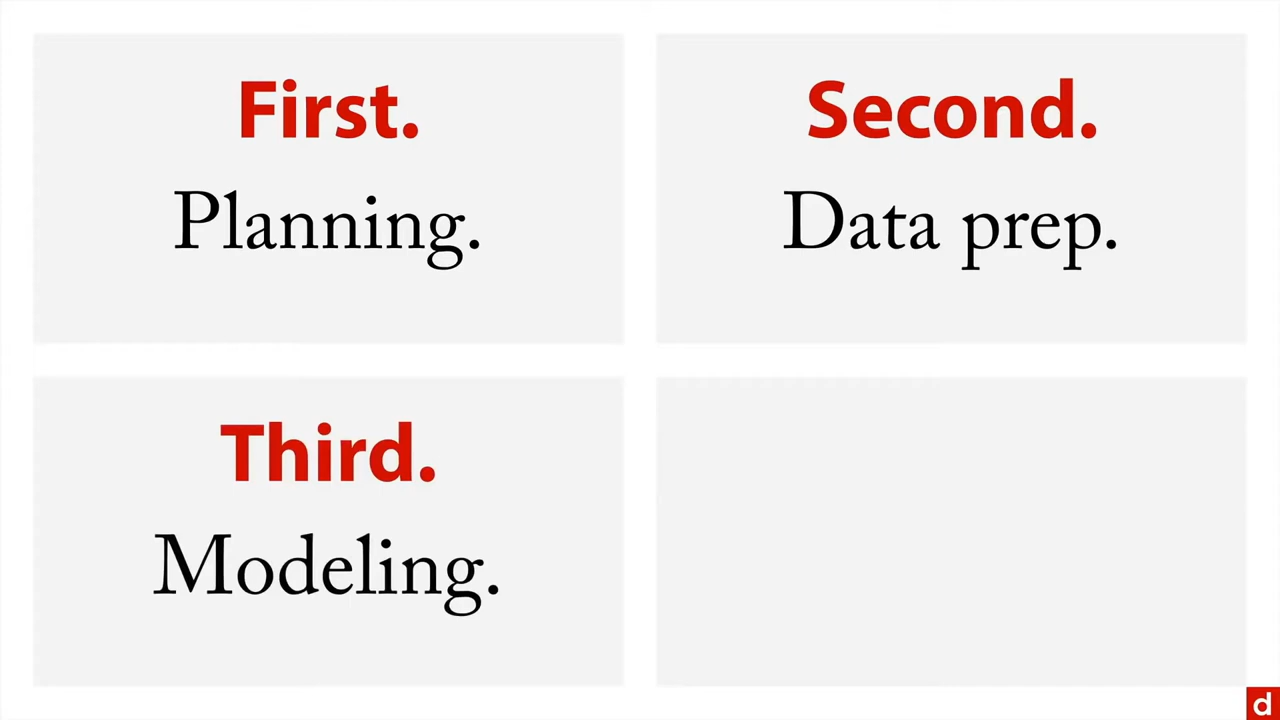 First.
Planning.
Second.
Data prep.
Third.
Modeling.
d